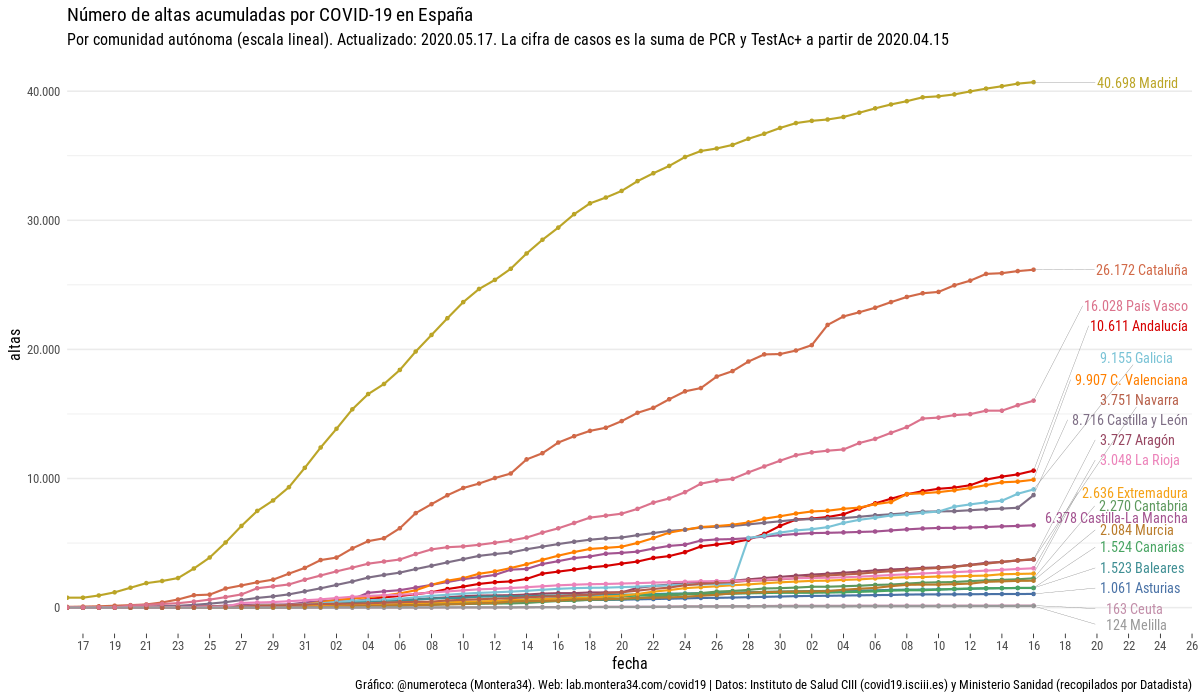 Número de altas acumuladas por COVID-19 en España
Por comunidad autónoma (escala lineal). Actualizado: 2020.05.17. La cifra de casos es la suma de PCR y TestAc+ a partir de 2020.04.15
altas
40.000
30.000
20.000
10.000
0
40.698 Madrid
26.172 Cataluña
16.028 País Vasco
10.611 Andalucía
9.155 Galicia
9.907 C. Valenciana
3.751 Navarra
8.716 Castilla y León
3.727 Aragón
3.048 La Rioja
2.636 Extremadura
2.270 Cantabria
6.378 Castilla-La Mancha
2.084 Murcia
1.524 Canarias
1.523 Baleares
1.061 Asturias
163 Ceuta
124 Melilla
17 19 21 23 25 27 29 31 02 04 06 08 10 12 14 16 18 20 22 24 26 28 30 02 04 06 08 10 12 14 16 18 20 22 24 26
fecha
Gráfico: @numeroteca (Montera34). Web: lab.montera34.com/covid19 | Datos: Instituto de Salud CIII (covid19.isciii.es) y Ministerio Sanidad (recopilados por Datadista)